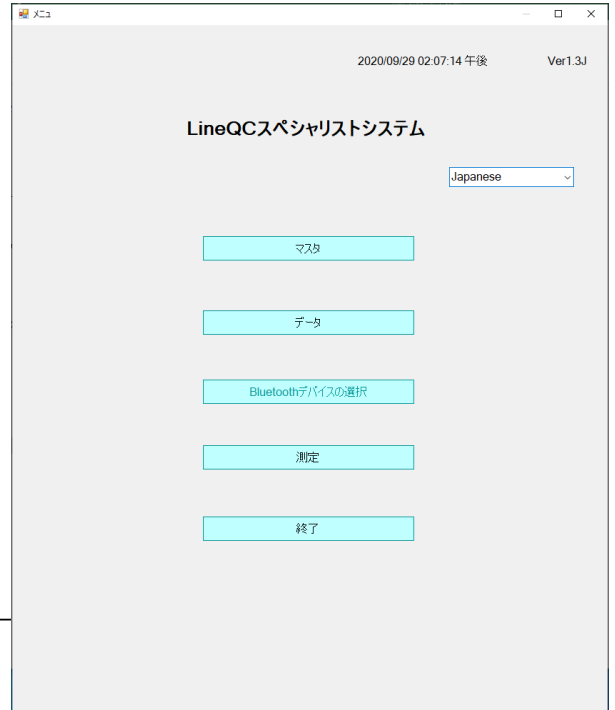 メニュ
2020/09/29 02:07:14 午後 Ver1.3J
LineQCスペシャリストシステム
Japanese
マスタ
データ
Bluetoothデバイスの選択
測定
終了